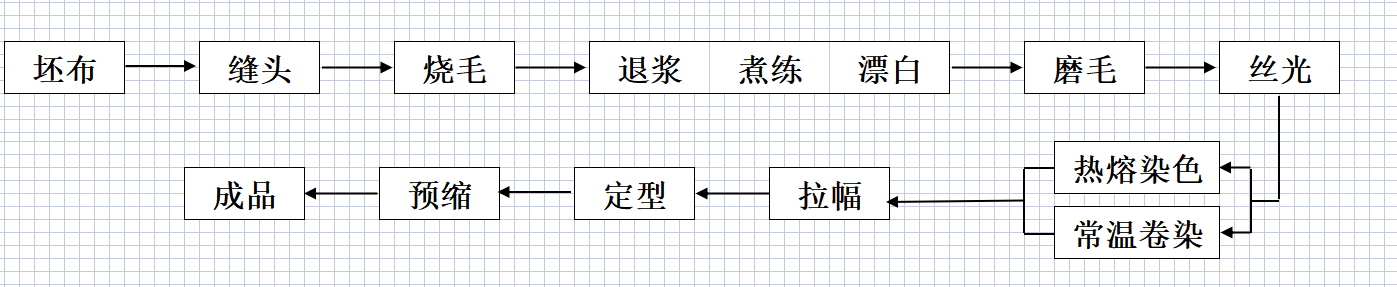 坯布 缝头 烧毛 退浆 煮练 漂白 磨毛 丝光
热熔染色
常温卷染
成品 预缩 定型 拉幅